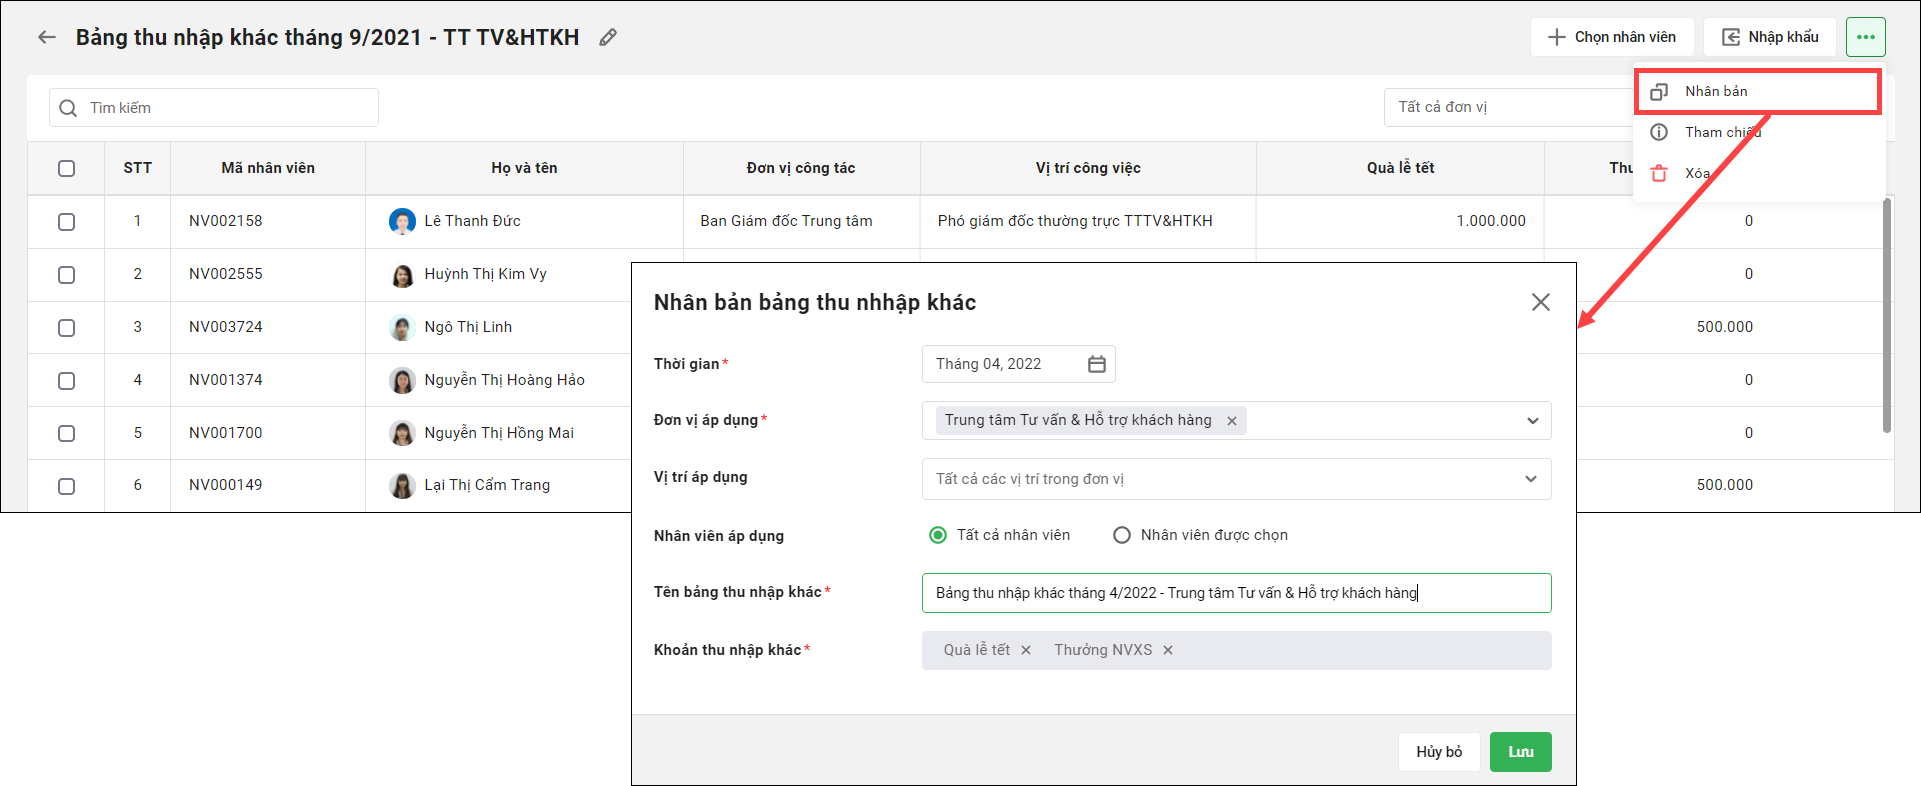 Bảng thu nhập khác tháng 9/2021 - TT TV&HTKH
Chọn nhân viên
Nhập khẩu
Nhân bản
Tham chiếu
Xóa
Tìm kiếm
Tất cả đơn vị
STT Mã nhân viên Họ và tên Đơn vị công tác Vị trí công việc Quà lễ tết
1 NV002158 Lê Thanh Đức Ban Giám đốc Trung tâm Phó giám đốc thường trực TTTV&HTKH 1.000.000 0
2 NV002555 Huỳnh Thị Kim Vy 0
3 NV003724 Ngô Thị Linh 500.000
4 NV001374 Nguyễn Thị Hoàng Hảo 0
5 NV001700 Nguyễn Thị Hồng Mai 0
6 NV000149 Lại Thị Cẩm Trang 500.000
Nhân bản bảng thu nhhập khác
Thời gian* Tháng 04, 2022
Đơn vị áp dụng* Trung tâm Tư vấn & Hỗ trợ khách hàng
Vị trí áp dụng Tất cả các vị trí trong đơn vị
Nhân viên áp dụng Tất cả nhân viên Nhân viên được chọn
Tên bảng thu nhập khác* Bảng thu nhập khác tháng 4/2022 - Trung tâm Tư vấn & Hỗ trợ khách hàng
Khoản thu nhập khác* Quà lễ tết Thưởng NVXS
Hủy bỏ Lưu